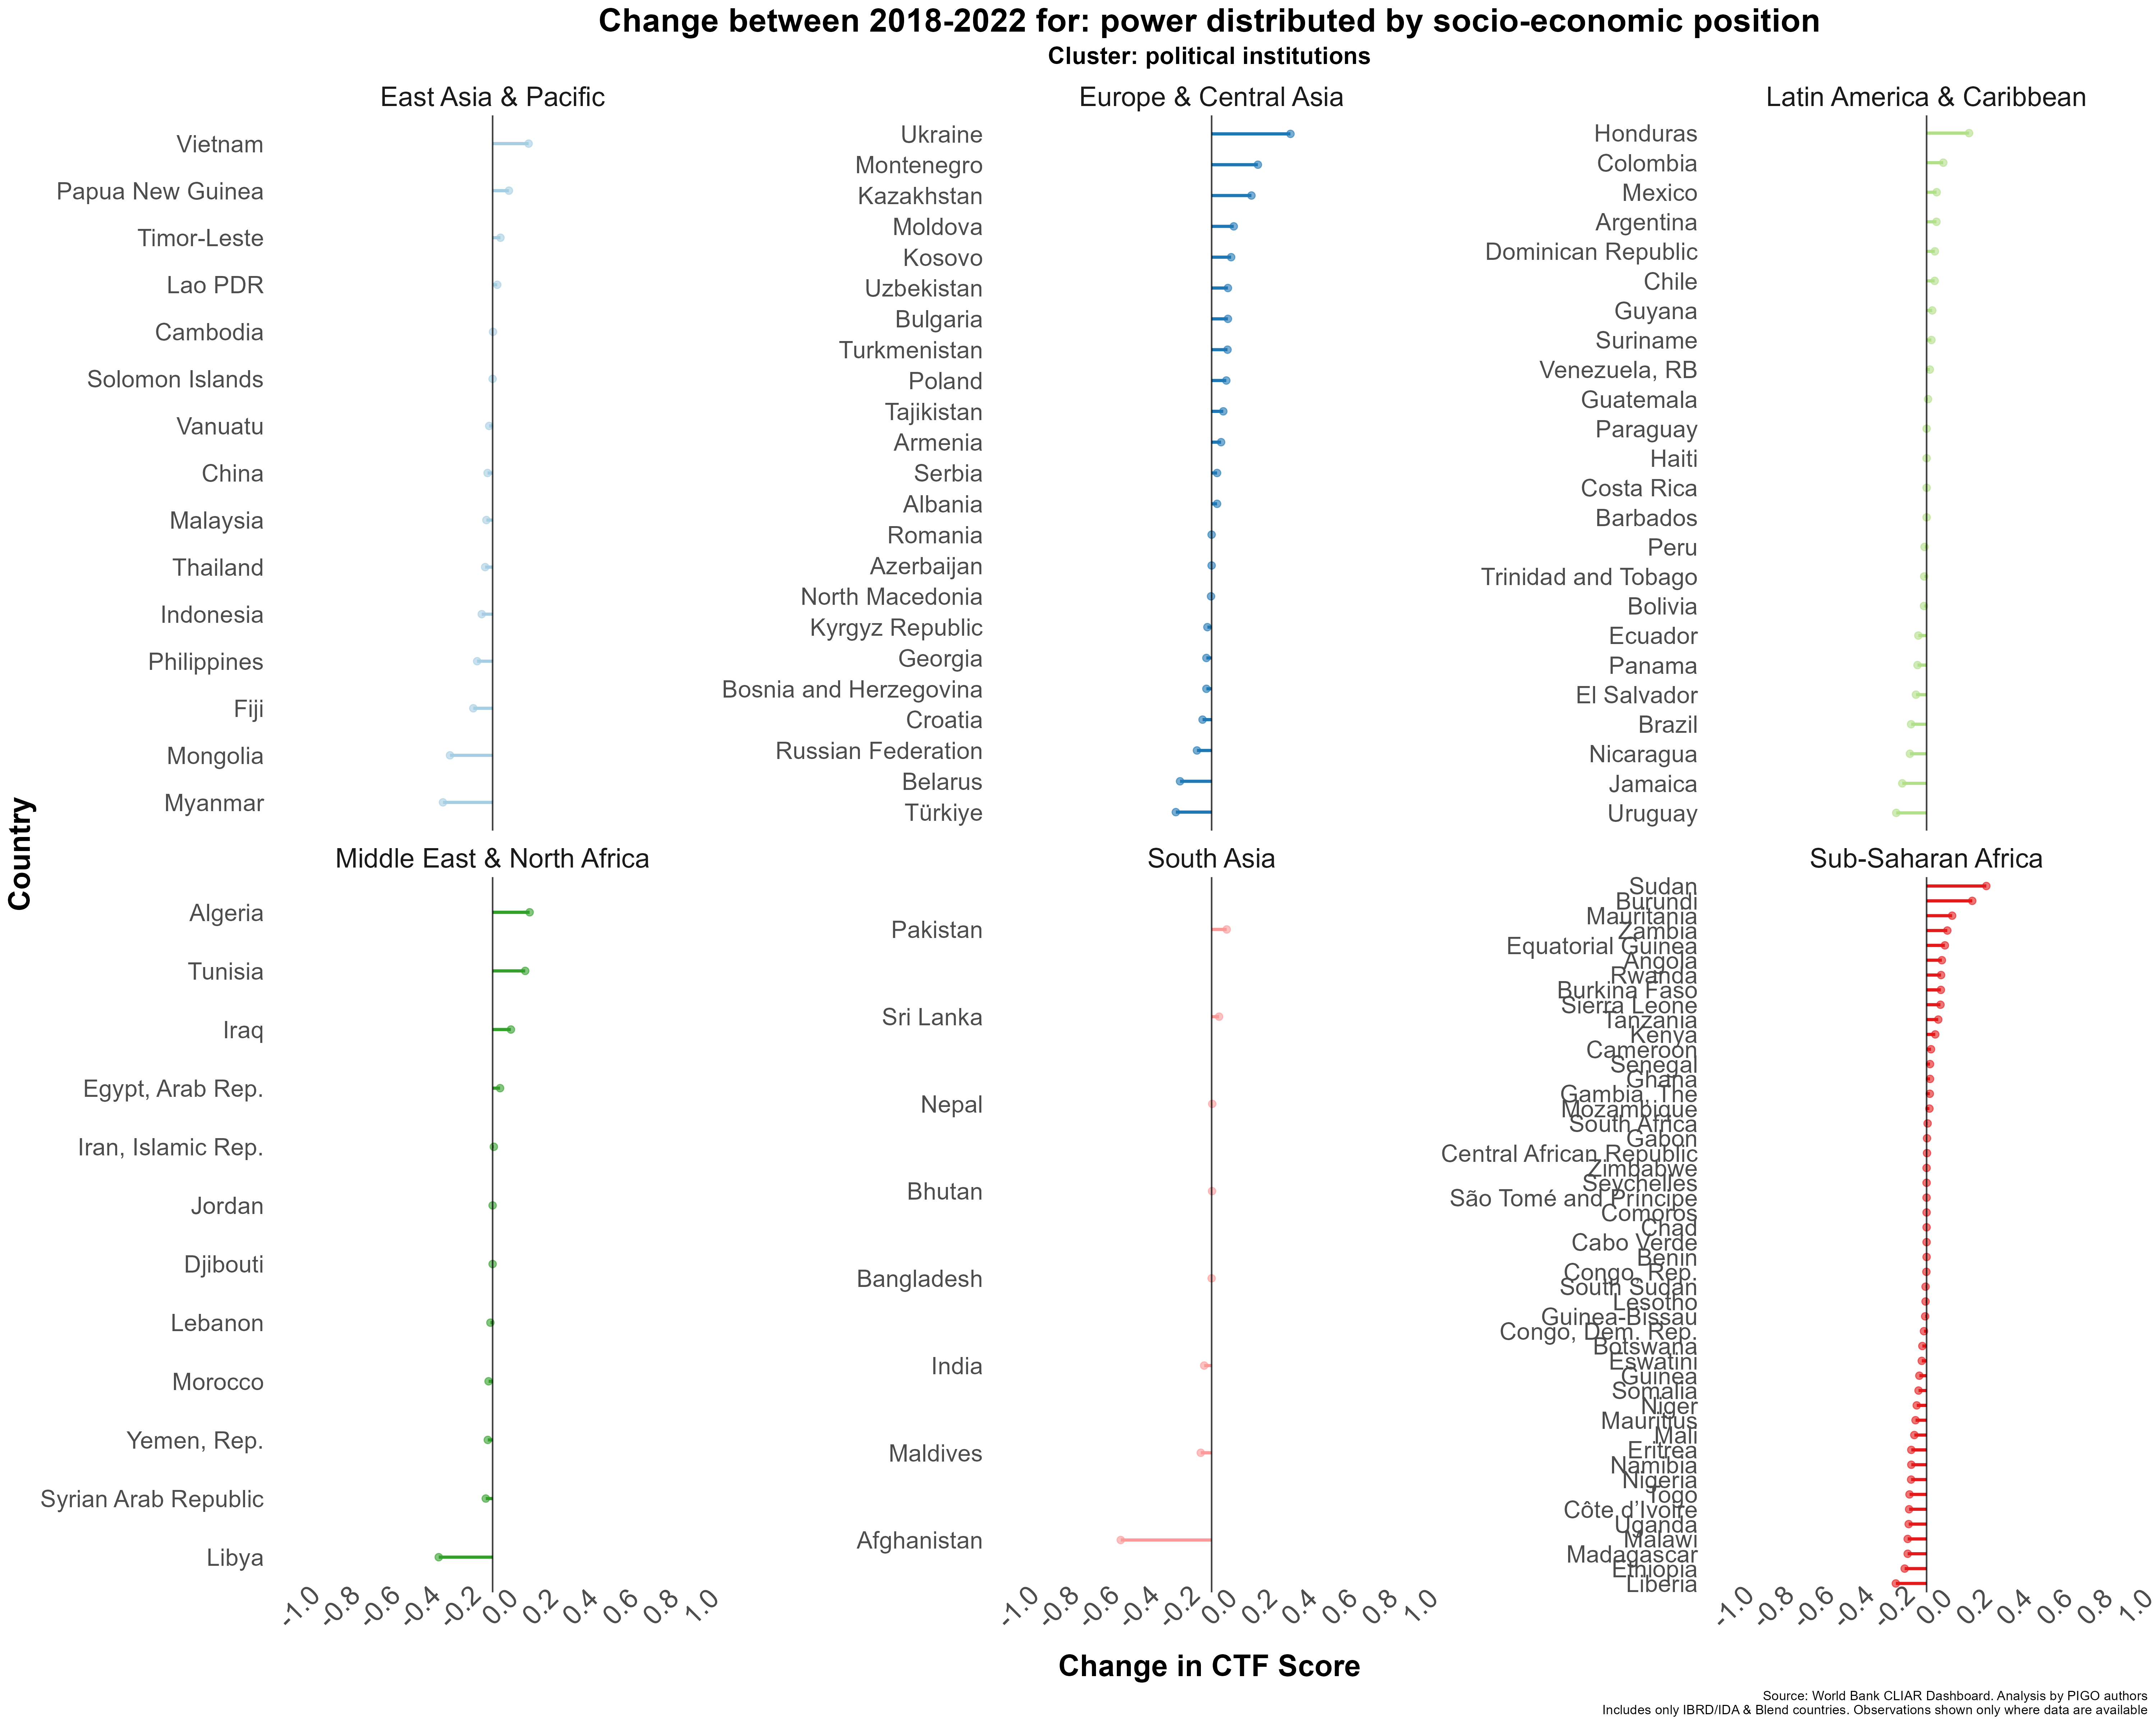 Change between 2018-2022 for: power distributed by socio-economic position
Cluster: political institutions
Country
East Asia & Pacific
Vietnam
Papua New Guinea
Timor-Leste
Lao PDR
Cambodia
Solomon Islands
Vanuatu
China
Malaysia
Thailand
Indonesia
Philippines
Fiji
Mongolia
Myanmar
Europe & Central Asia
Ukraine
Montenegro
Kazakhstan
Moldova
Kosovo
Uzbekistan
Bulgaria
Turkmenistan
Poland
Tajikistan
Armenia
Serbia
Albania
Romania
Azerbaijan
North Macedonia
Kyrgyz Republic
Georgia
Bosnia and Herzegovina
Croatia
Russian Federation
Belarus
Türkiye
Latin America & Caribbean
Honduras
Colombia
Mexico
Argentina
Dominican Republic
Chile
Guyana
Suriname
Venezuela, RB
Guatemala
Paraguay
Haiti
Costa Rica
Barbados
Peru
Trinidad and Tobago
Bolivia
Ecuador
Panama
El Salvador
Brazil
Nicaragua
Jamaica
Uruguay
Middle East & North Africa
Algeria
Tunisia
Iraq
Egypt, Arab Rep.
Iran, Islamic Rep.
Jordan
Djibouti
Lebanon
Morocco
Yemen, Rep.
Syrian Arab Republic
Libya
-1.0 -0.8 -0.6 -0.4 -0.2 0.0 0.2 0.4 0.6 0.8 1.0
South Asia
Pakistan
Sri Lanka
Nepal
Bhutan
Bangladesh
India
Maldives
Afghanistan
-1.0 -0.8 -0.6 -0.4 -0.2 0.0 0.2 0.4 0.6 0.8 1.0
Sub-Saharan Africa
Sudan
Burundi
Mauritania
Zambia
Equatorial Guinea
Angola
Rwanda
Burkina Faso
Sierra Leone
Tanzania
Kenya
Cameroon
Senegal
Ghana
Gambia, The
Mozambique
South Africa
Gabon
Central African Republic
Zimbabwe
Seychelles
São Tomé and Príncipe
Comoros
Chad
Cabo Verde
Benin
Congo, Rep.
South Sudan
Lesotho
Guinea-Bissau
Congo, Dem. Rep.
Botswana
Eswatini
Guinea
Somalia
Niger
Mauritius
Mali
Eritrea
Namibia
Nigeria
Togo
Côte d’Ivoire
Uganda
Malawi
Madagascar
Ethiopia
Liberia
-1.0 -0.8 -0.6 -0.4 -0.2 0.0 0.2 0.4 0.6 0.8 1.0
Change in CTF Score
Source: World Bank CLIAR Dashboard. Analysis by PIGO authors
Includes only IBRD/IDA & Blend countries. Observations shown only where data are available